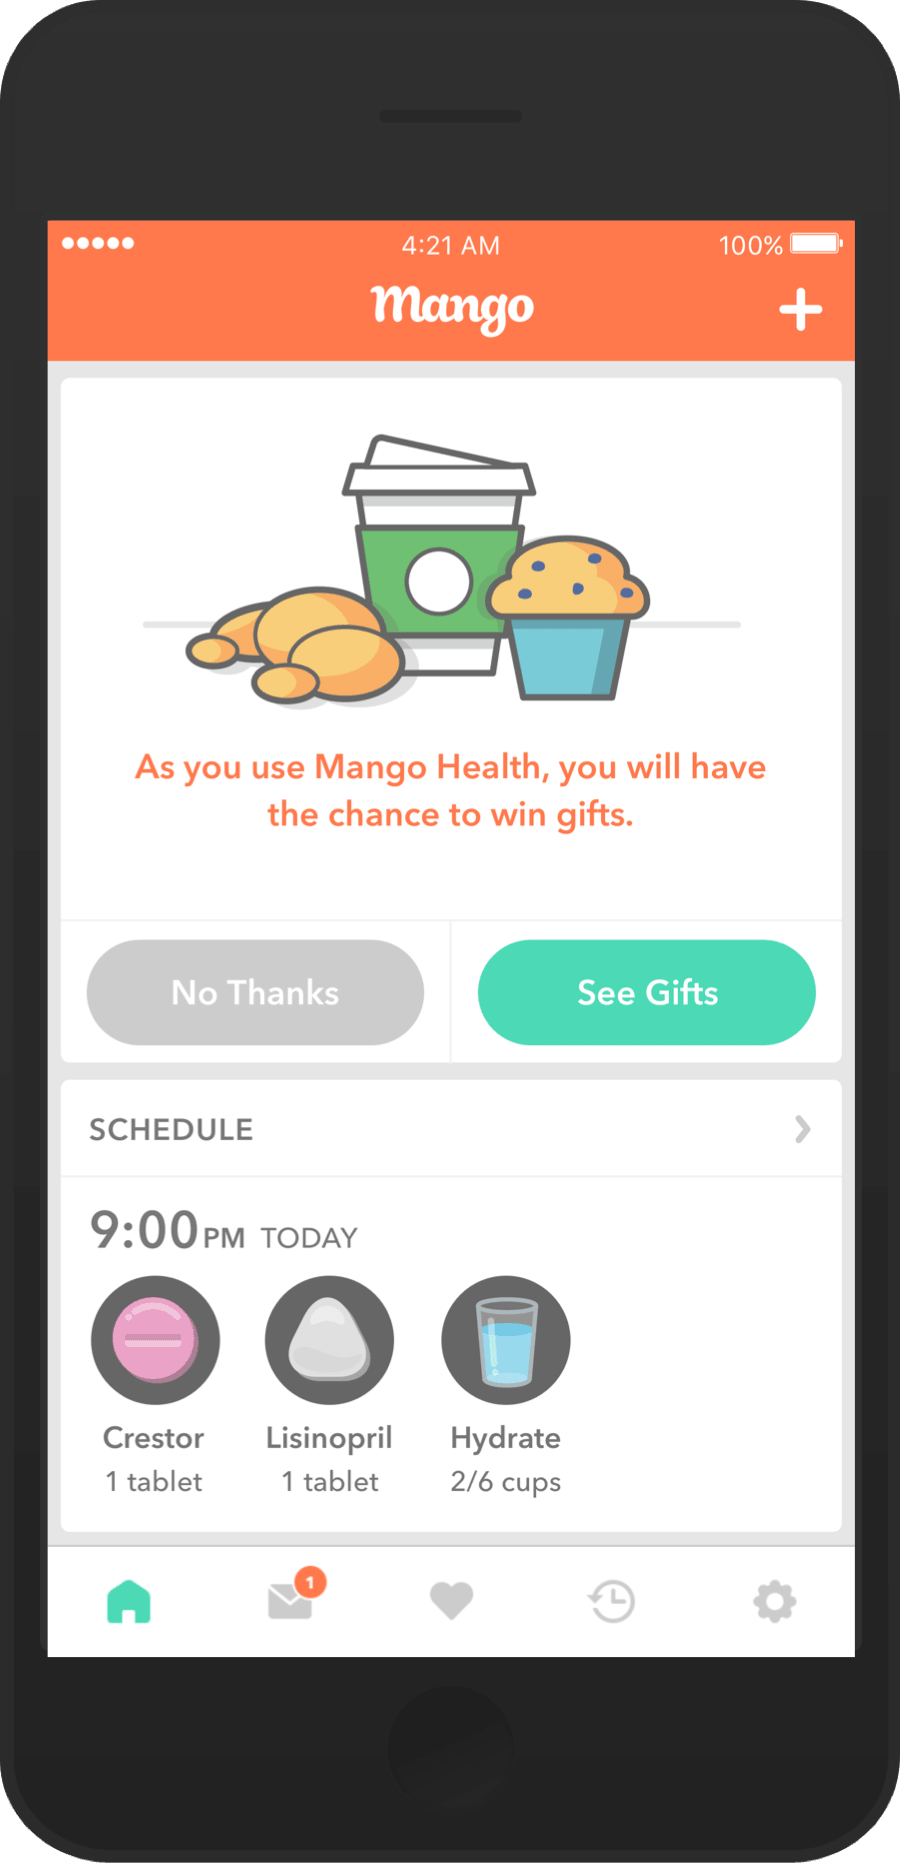 4:21 AM 100%
Mango
As you use Mango Health, you will have
the chance to win gifts.
No Thanks See Gifts
SCHEDULE
9:00 PM TODAY
Crestor Lisinopril Hydrate
1 tablet 1 tablet 2/6 cups
1